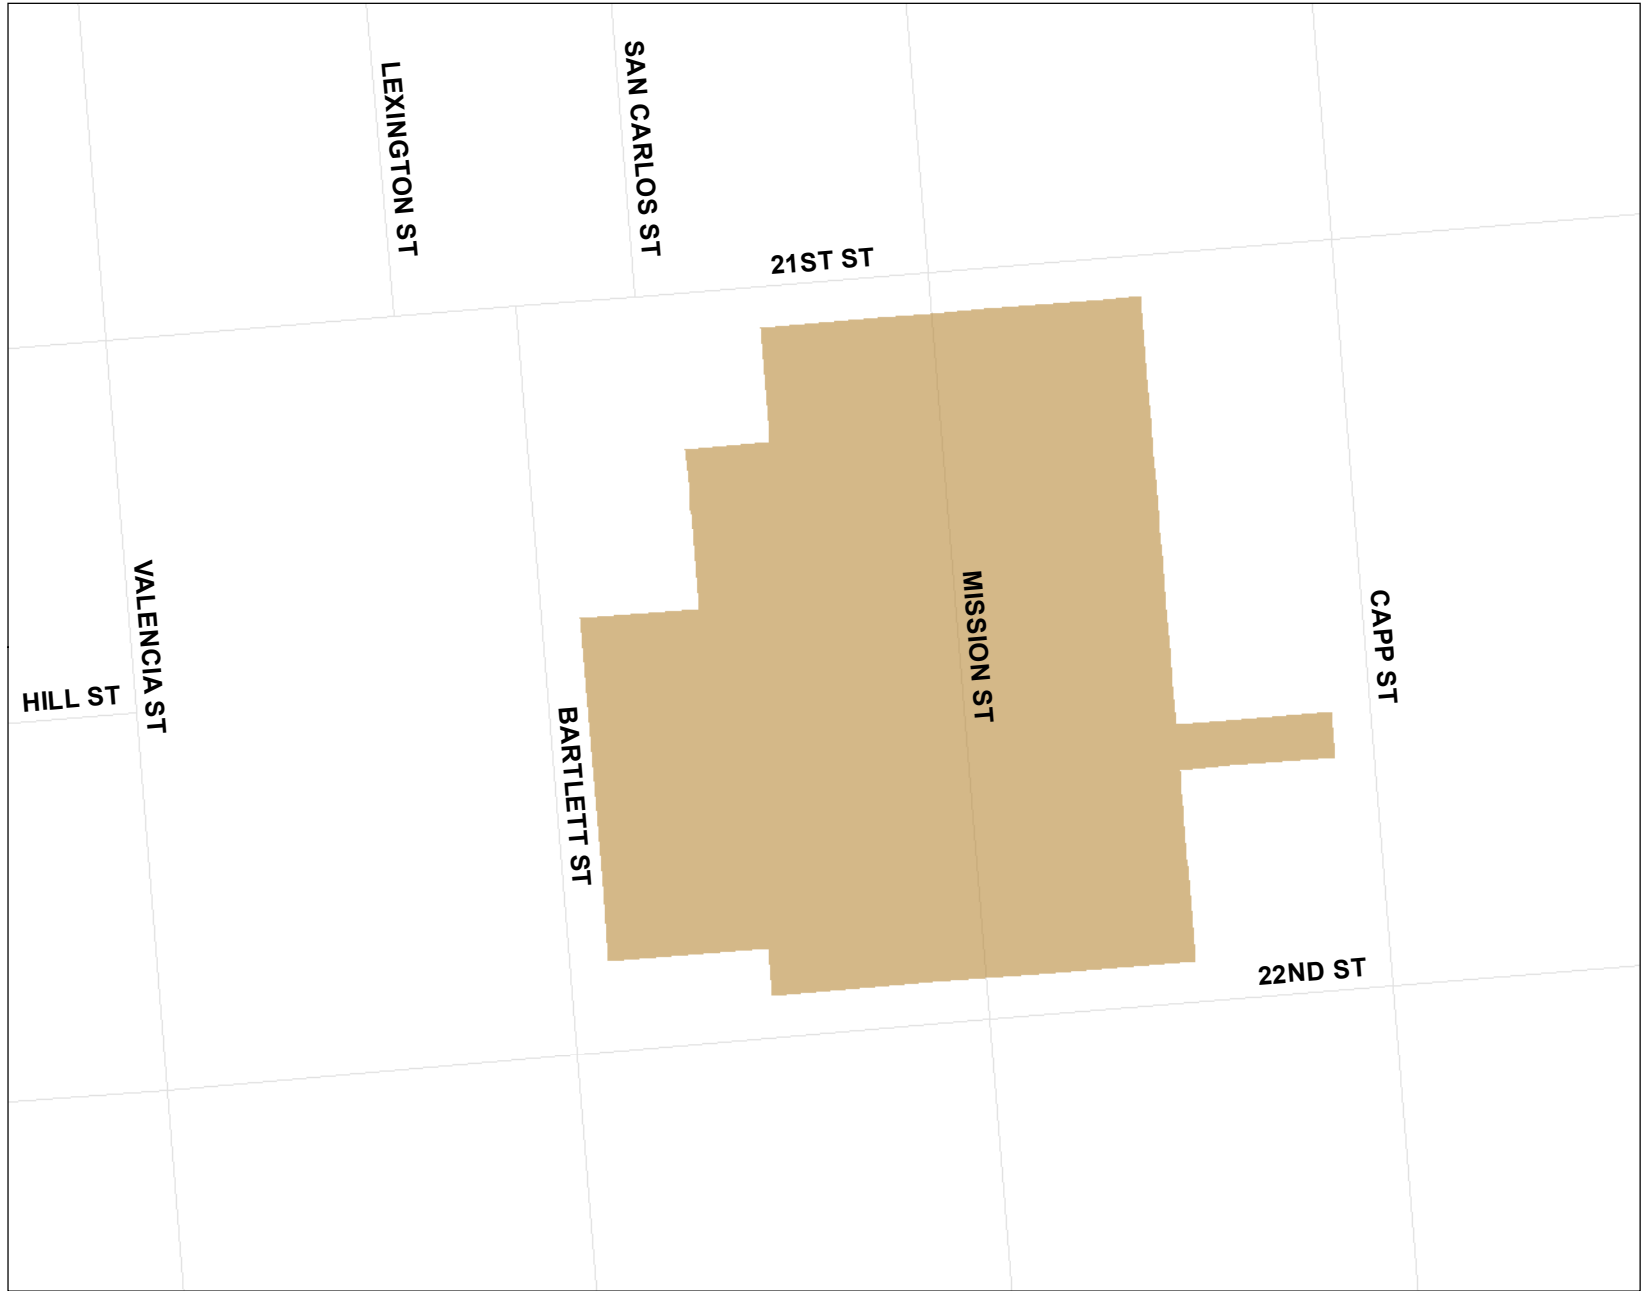 LEXINGTON ST
SAN CARLOS ST
21ST ST
VALENCIA ST
HILL ST
BARTLETT ST
MISSION ST
CAPP ST
22ND ST